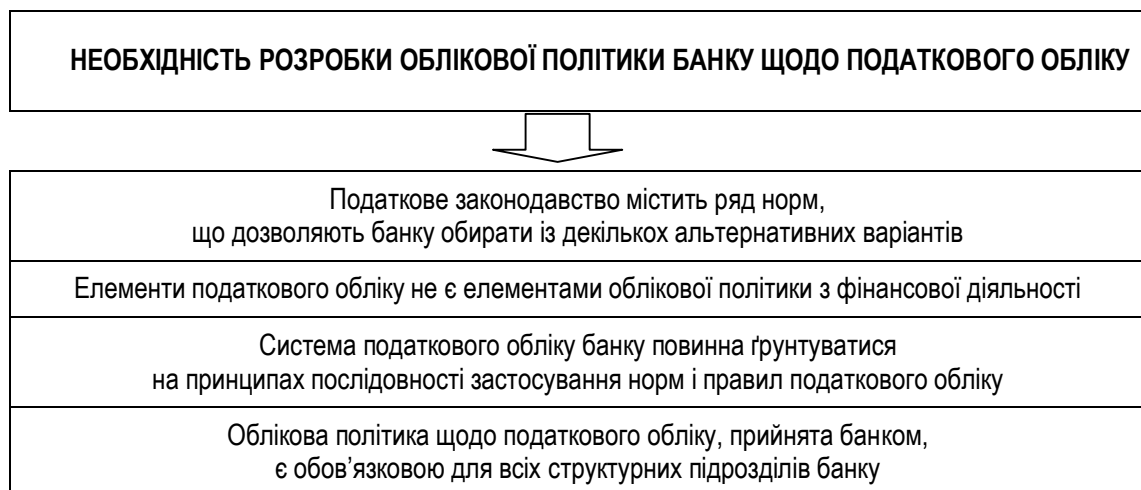 НЕОБХІДНІСТЬ РОЗРОБКИ ОБЛІКОВОЇ ПОЛІТИКИ БАНКУ ЩОДО ПОДАТКОВОГО ОБЛІКУ
Податкове законодавство містить ряд норм,
що дозволяють банку обирати із декількох альтернативних варіантів
Елементи податкового обліку не є елементами облікової політики з фінансової діяльності
Система податкового обліку банку повинна ґрунтуватися
на принципах послідовності застосування норм і правил податкового обліку
Облікова політика щодо податкового обліку, прийнята банком,
є обов’язковою для всіх структурних підрозділів банку